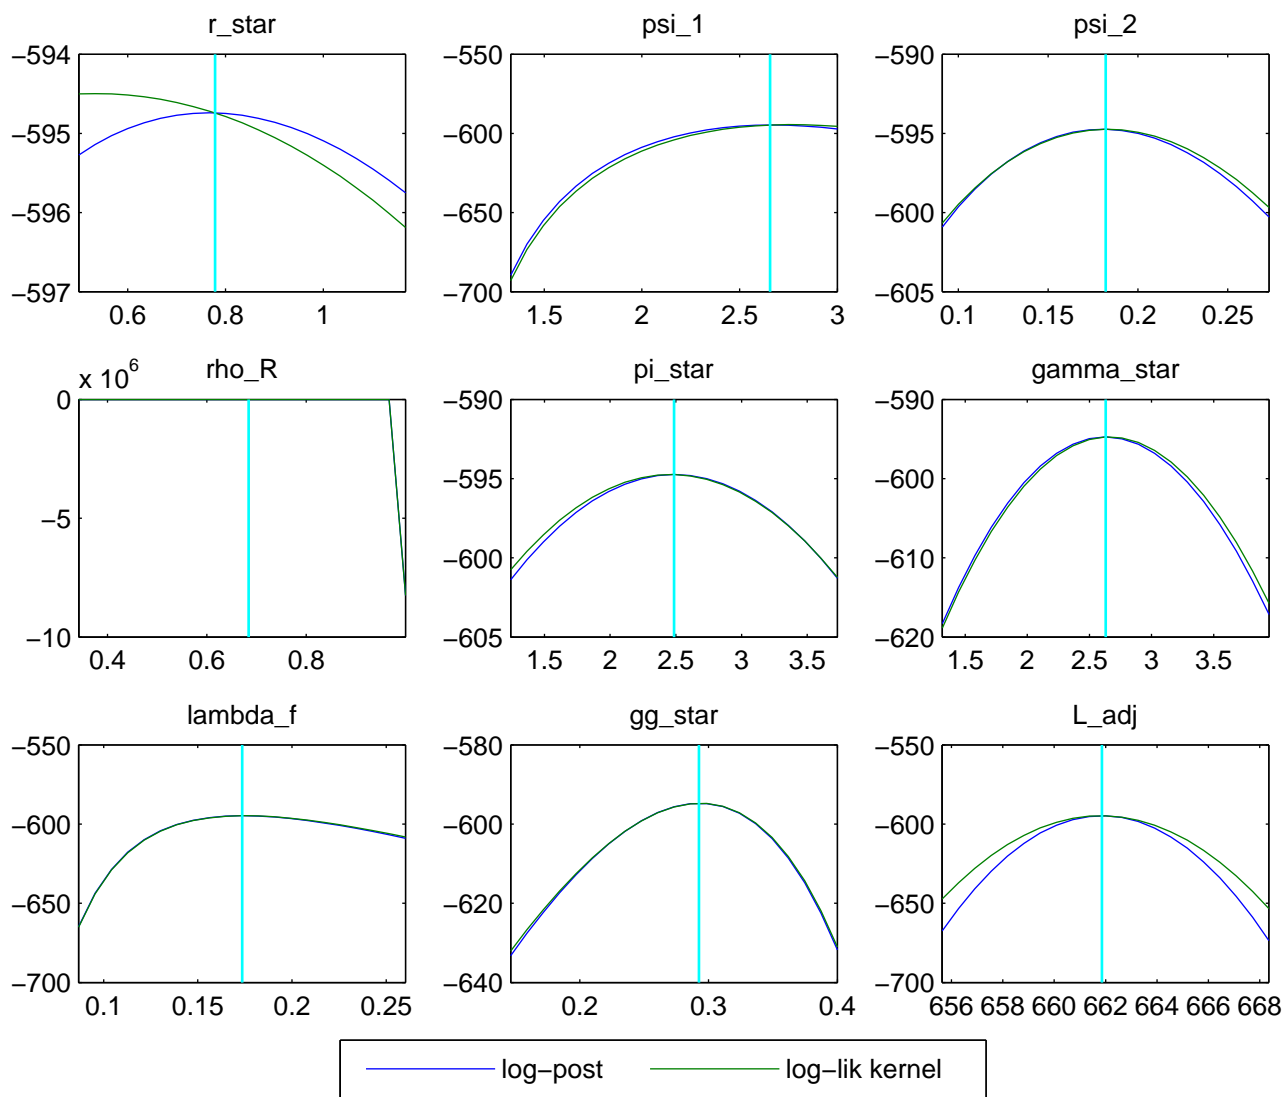 r_star
−594
−595
−596
−597
0.6 0.8 1
psi_1
−550
−600
−650
−700
1.5 2 2.5 3
psi_2
−590
−595
−600
−605
0.1 0.15 0.2 0.25
rho_R
x 10^6
0
−5
−10
0.4 0.6 0.8
pi_star
−590
−595
−600
−605
1.5 2 2.5 3 3.5
gamma_star
−590
−600
−610
−620
1.5 2 2.5 3 3.5
lambda_f
−550
−600
−650
−700
0.1 0.15 0.2 0.25
gg_star
−580
−600
−620
−640
0.2 0.3 0.4
L_adj
−550
−600
−650
−700
656 658 660 662 664 666 668
log−post log−lik kernel